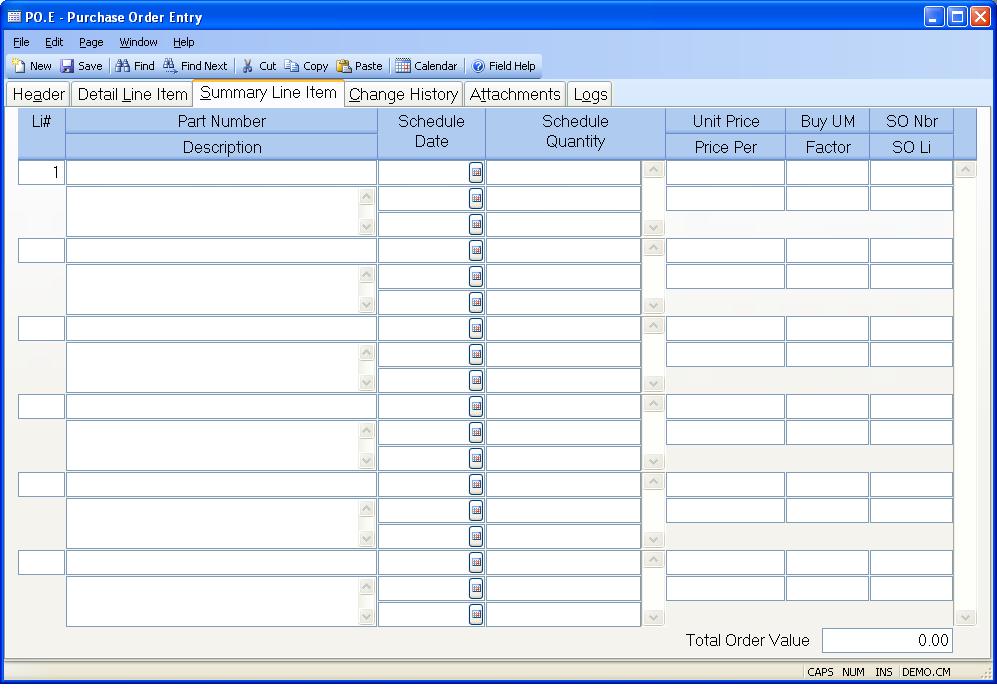 PO.E - Purchase Order Entry
File Edit Page Window Help
New Save Find Find Next Cut Copy Paste Calendar Field Help
Header Detail Line Item Summary Line Item Change History Attachments Logs
Li# Part Number Schedule Date Schedule Quantity Unit Price Buy UM SO Nbr
Description Price Per Factor SO Li
1
Total Order Value 0.00
CAPS NUM INS DEMO.CM